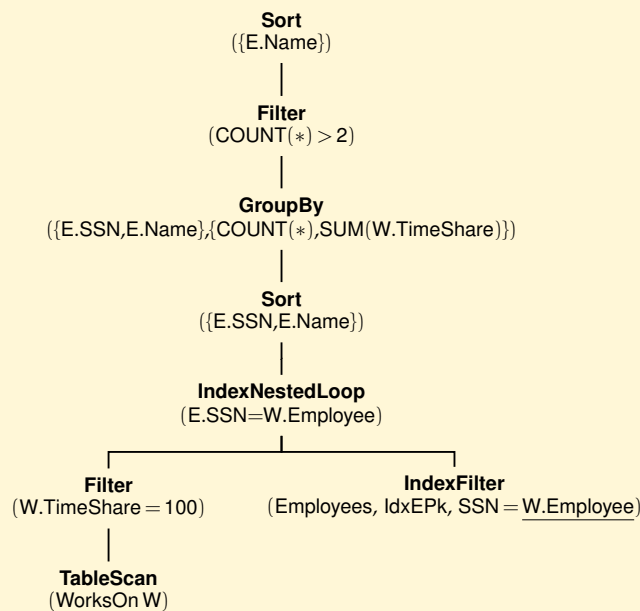 Sort
({E.Name})
Filter
(COUNT(∗) > 2)
GroupBy
({E.SSN,E.Name},{COUNT(∗),SUM(W.TimeShare)})
Sort
({E.SSN,E.Name})
IndexNestedLoop
(E.SSN=W.Employee)
Filter
(W.TimeShare = 100)
IndexFilter
(Employees, IdxEPk, SSN = W.Employee)
TableScan
(WorksOn W)